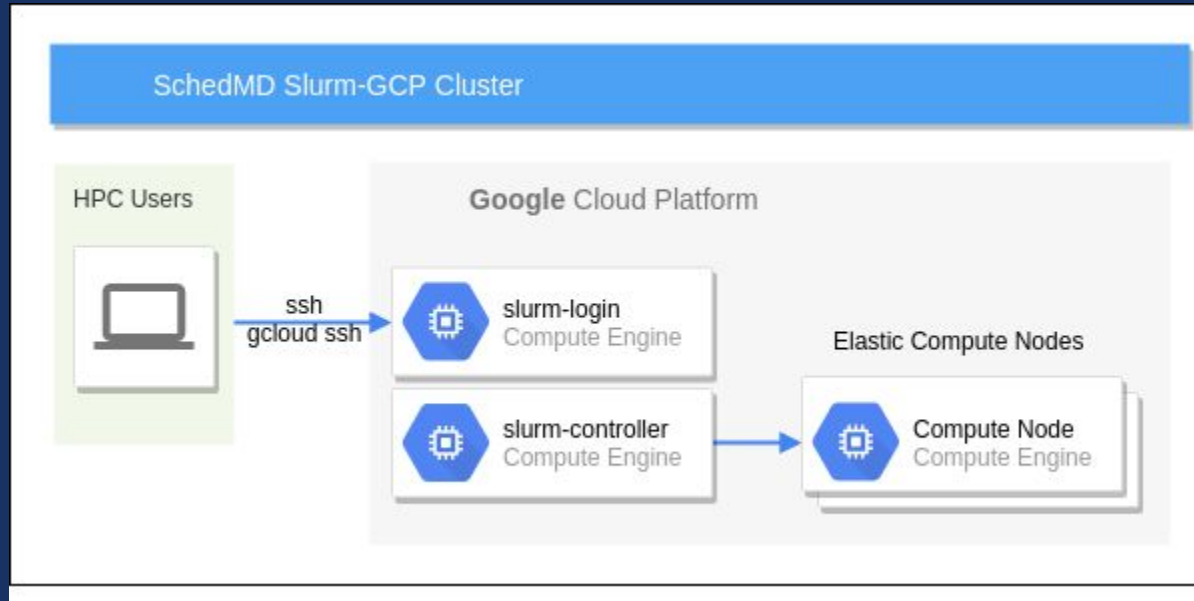 SchedMD Slurm-GCP Cluster
HPC Users
Google Cloud Platform
ssh
gcloud ssh
slurm-login
Compute Engine
slurm-controller
Compute Engine
Elastic Compute Nodes
Compute Node
Compute Engine